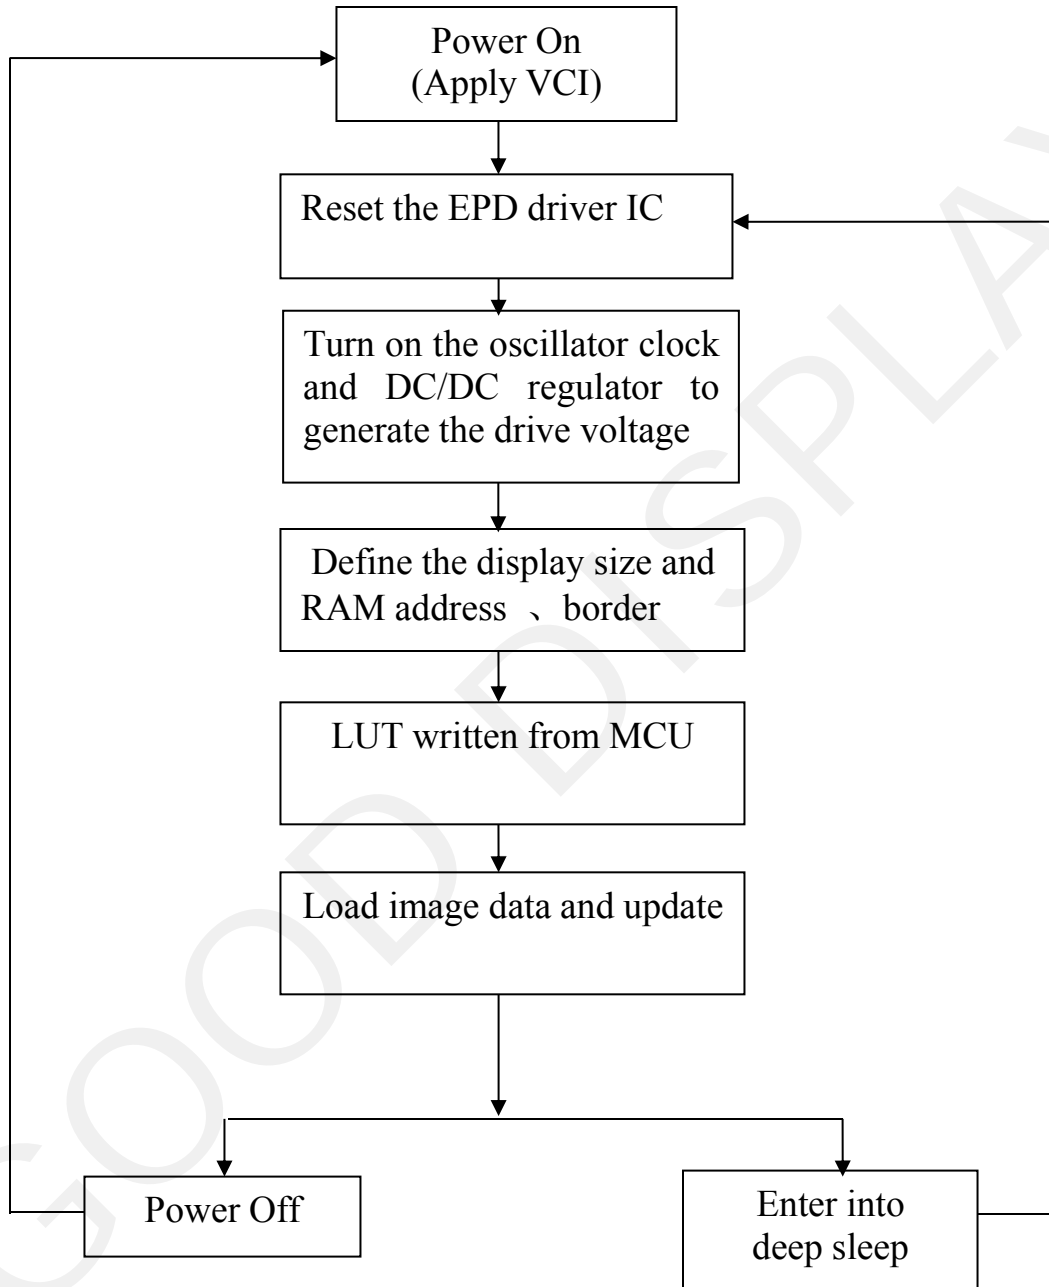 Power On
(Apply VCI)
Reset the EPD driver IC
Turn on the oscillator clock
and DC/DC regulator to
generate the drive voltage
Define the display size and
RAM address 、border
LUT written from MCU
Load image data and update
Power Off
Enter into
deep sleep
GOOD DISPLAY